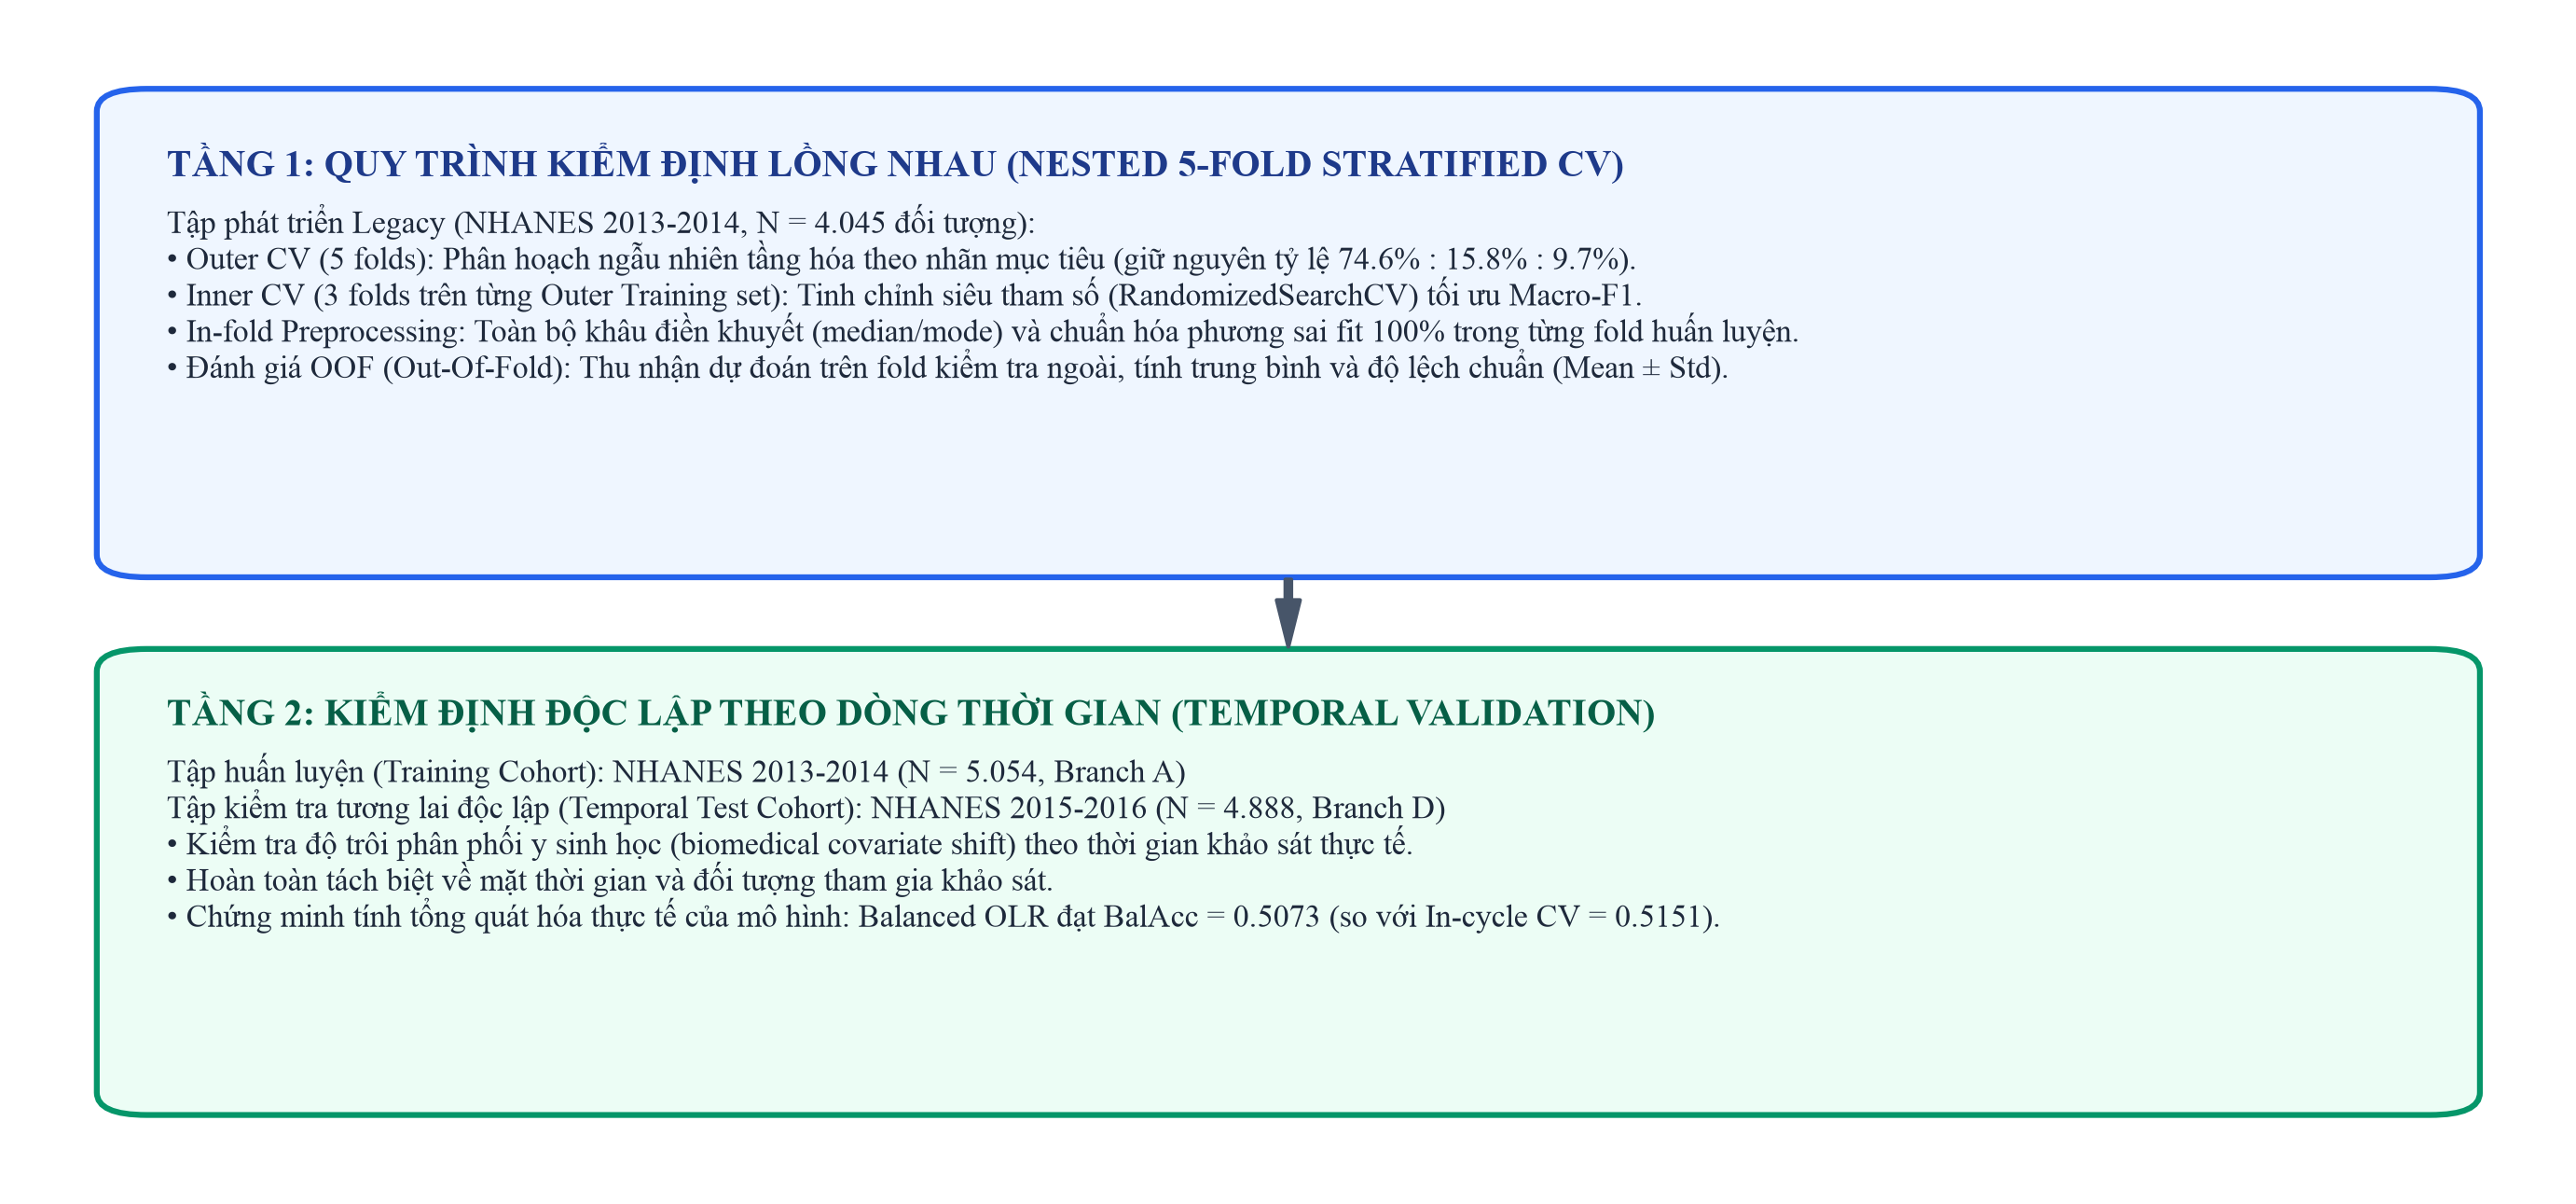 TẦNG 1: QUY TRÌNH KIỂM ĐỊNH LỒNG NHAU (NESTED 5-FOLD STRATIFIED CV)
Tập phát triển Legacy (NHANES 2013-2014, N = 4.045 đối tượng):
• Outer CV (5 folds): Phân hoạch ngẫu nhiên tầng hóa theo nhãn mục tiêu (giữ nguyên tỷ lệ 74.6% : 15.8% : 9.7%).
• Inner CV (3 folds trên từng Outer Training set): Tinh chỉnh siêu tham số (RandomizedSearchCV) tối ưu Macro-F1.
• In-fold Preprocessing: Toàn bộ khâu điền khuyết (median/mode) và chuẩn hóa phương sai fit 100% trong từng fold huấn luyện.
• Đánh giá OOF (Out-Of-Fold): Thu nhận dự đoán trên fold kiểm tra ngoài, tính trung bình và độ lệch chuẩn (Mean ± Std).
TẦNG 2: KIỂM ĐỊNH ĐỘC LẬP THEO DÒNG THỜI GIAN (TEMPORAL VALIDATION)
Tập huấn luyện (Training Cohort): NHANES 2013-2014 (N = 5.054, Branch A)
Tập kiểm tra tương lai độc lập (Temporal Test Cohort): NHANES 2015-2016 (N = 4.888, Branch D)
• Kiểm tra độ trôi phân phối y sinh học (biomedical covariate shift) theo thời gian khảo sát thực tế.
• Hoàn toàn tách biệt về mặt thời gian và đối tượng tham gia khảo sát.
• Chứng minh tính tổng quát hóa thực tế của mô hình: Balanced OLR đạt BalAcc = 0.5073 (so với In-cycle CV = 0.5151).